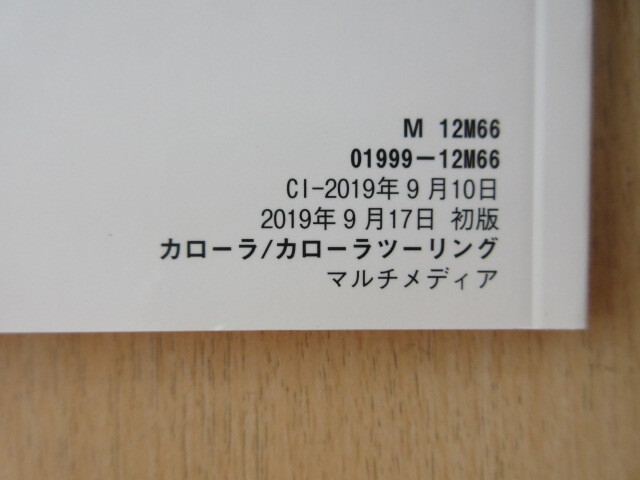 M 12M66
01999-12M66
CI-2019年9月10日
2019年9月17日 初版
カローラ/カローラツーリング
マルチメディア